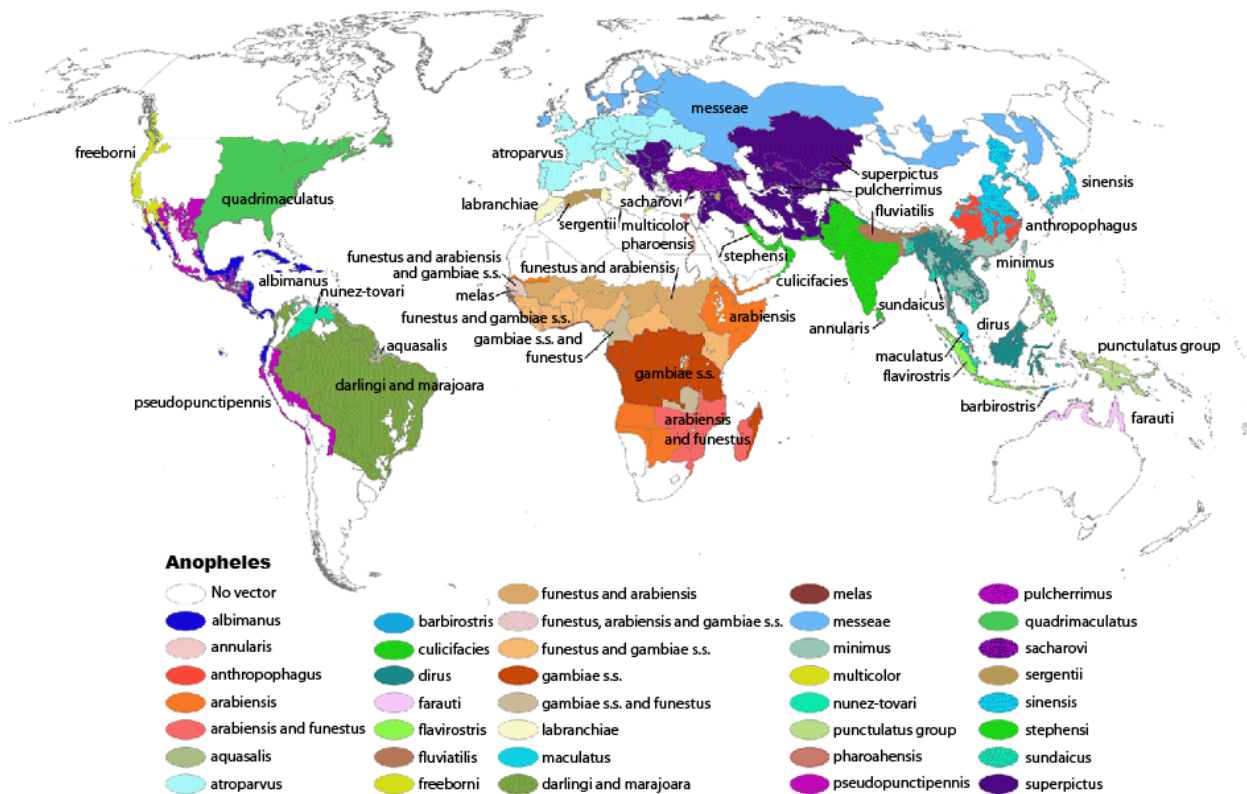 freeborni
quadrimaculatus
albimanus
nunez-tovari
aquasalis
darlingi and marajoara
pseudopunctipennis
messeae
atroparvus
labranchiae
sergentii
sacharovi
multicolor
pharoensis
superpictus
pulcherrimus
fluviatilis
sinensis
anthropophagus
minimus
stephensi
culicifacies
funestus and arabiensis
and gambiae s.s.
funestus and arabiensis
melas
funestus and gambiae s.s.
gambiae s.s. and
funestus
arabiensis
gambiae s.s.
arabiensis
and funestus
annularis
sundaicus
dirus
maculatus
flavirostris
barbirostris
punctulatus group
farauti
Anopheles
No vector
albimanus
annularis
anthropophagus
arabiensis
arabiensis and funestus
aquasalis
atroparvus
barbirostris
culicifacies
dirus
farauti
flavirostris
fluviatilis
freeborni
funestus and arabiensis
funestus, arabiensis and gambiae s.s.
funestus and gambiae s.s.
gambiae s.s.
gambiae s.s. and funestus
labranchiae
maculatus
darlingi and marajoara
melas
messeae
minimus
multicolor
nunez-tovari
punctulatus group
pharoahensis
pseudopunctipennis
pulcherrimus
quadrimaculatus
sacharovi
sergentii
sinensis
stephensi
sundaicus
superpictus